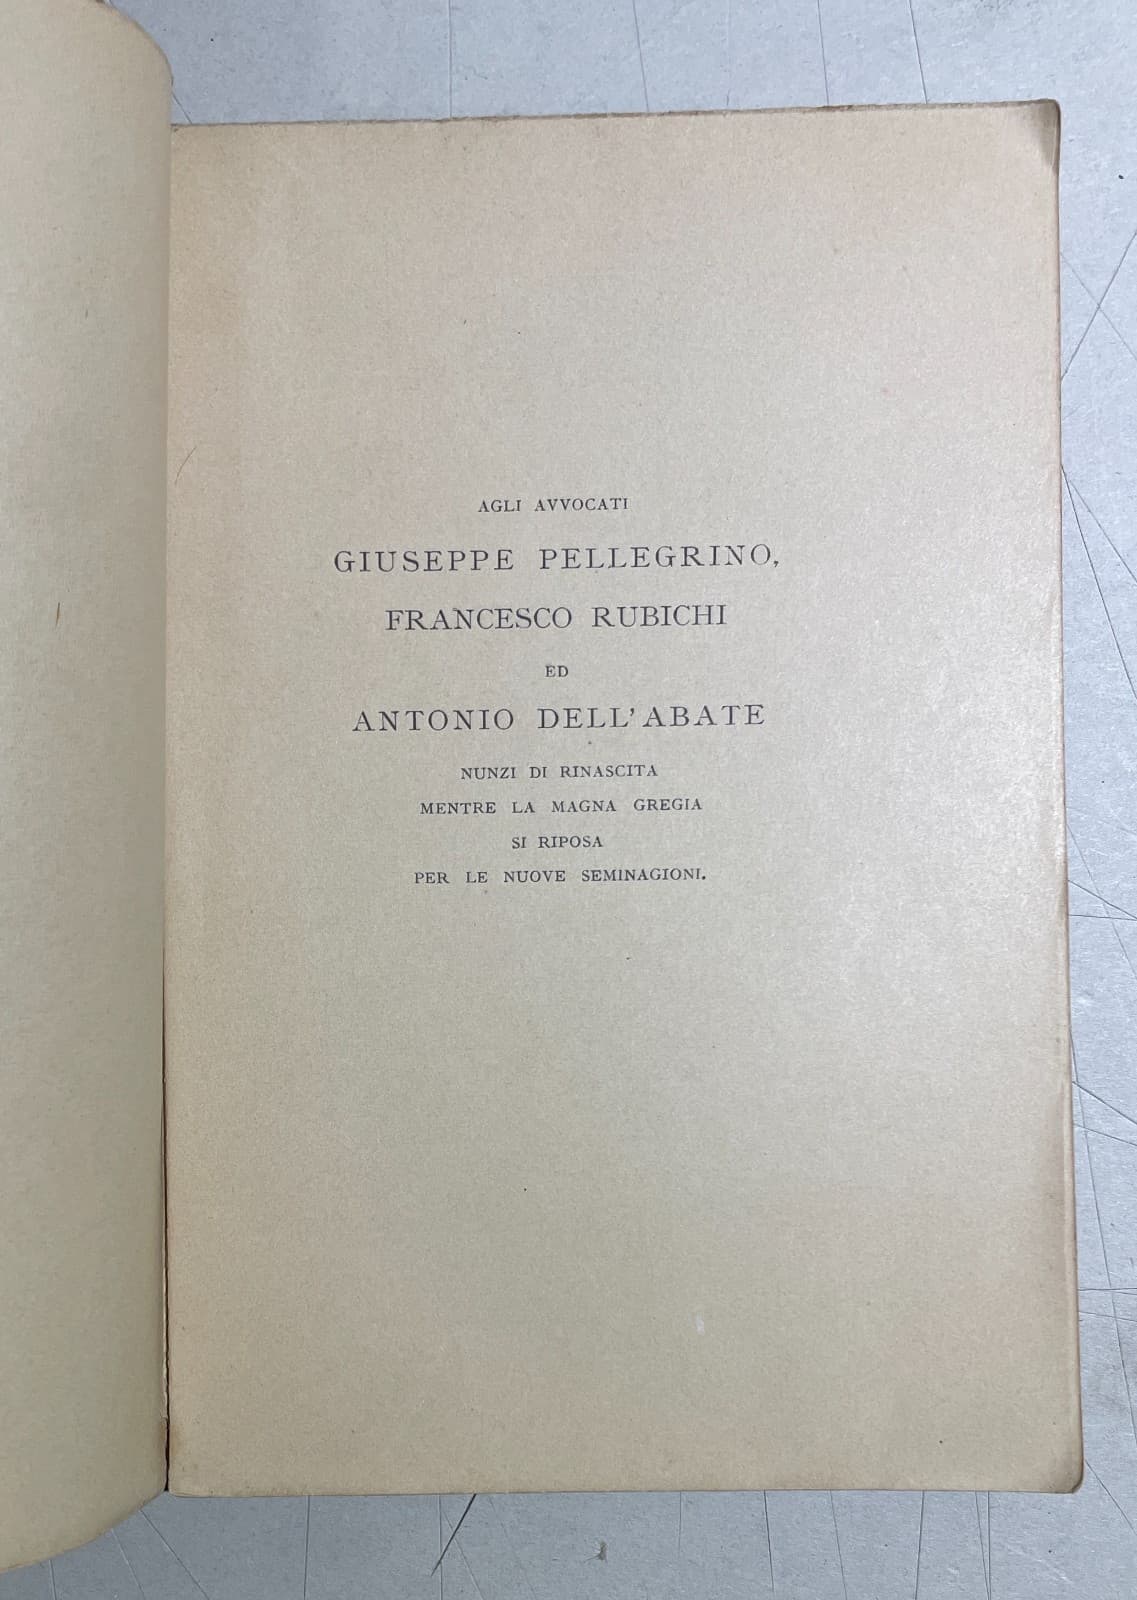 AGLI AVVOCATI
GIUSEPPE PELLEGRINO,
FRANCESCO RUBICHI
ED
ANTONIO DELL'ABATE
NUNZI DI RINASCITA
MENTRE LA MAGNA GREGIA
SI RIPOSA
PER LE NUOVE SEMINAGIONI.